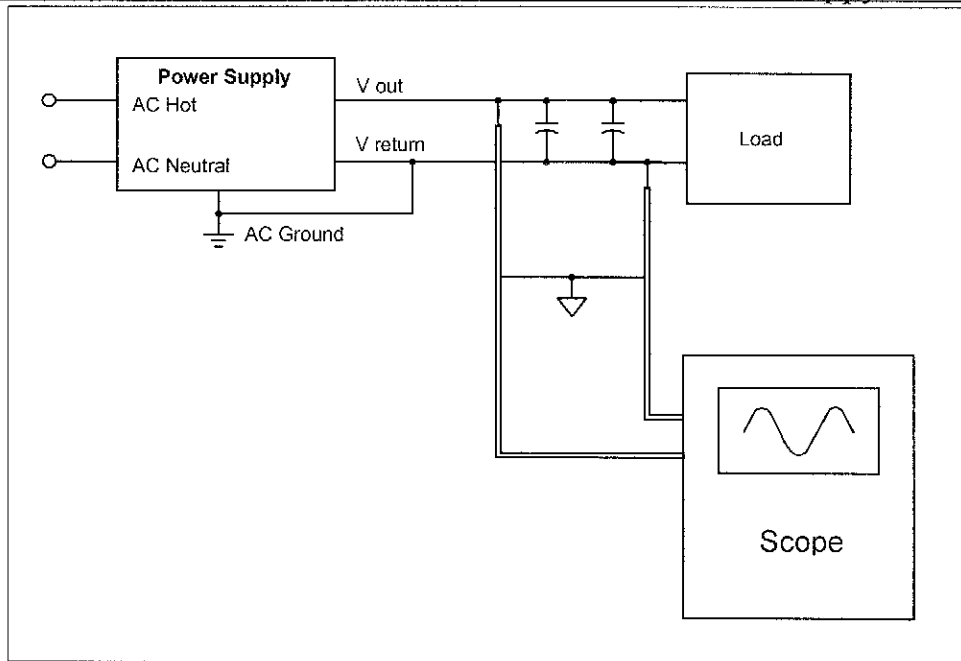 Power Supply
AC Hot
V out
Load
V return
AC Neutral
AC Ground
Scope